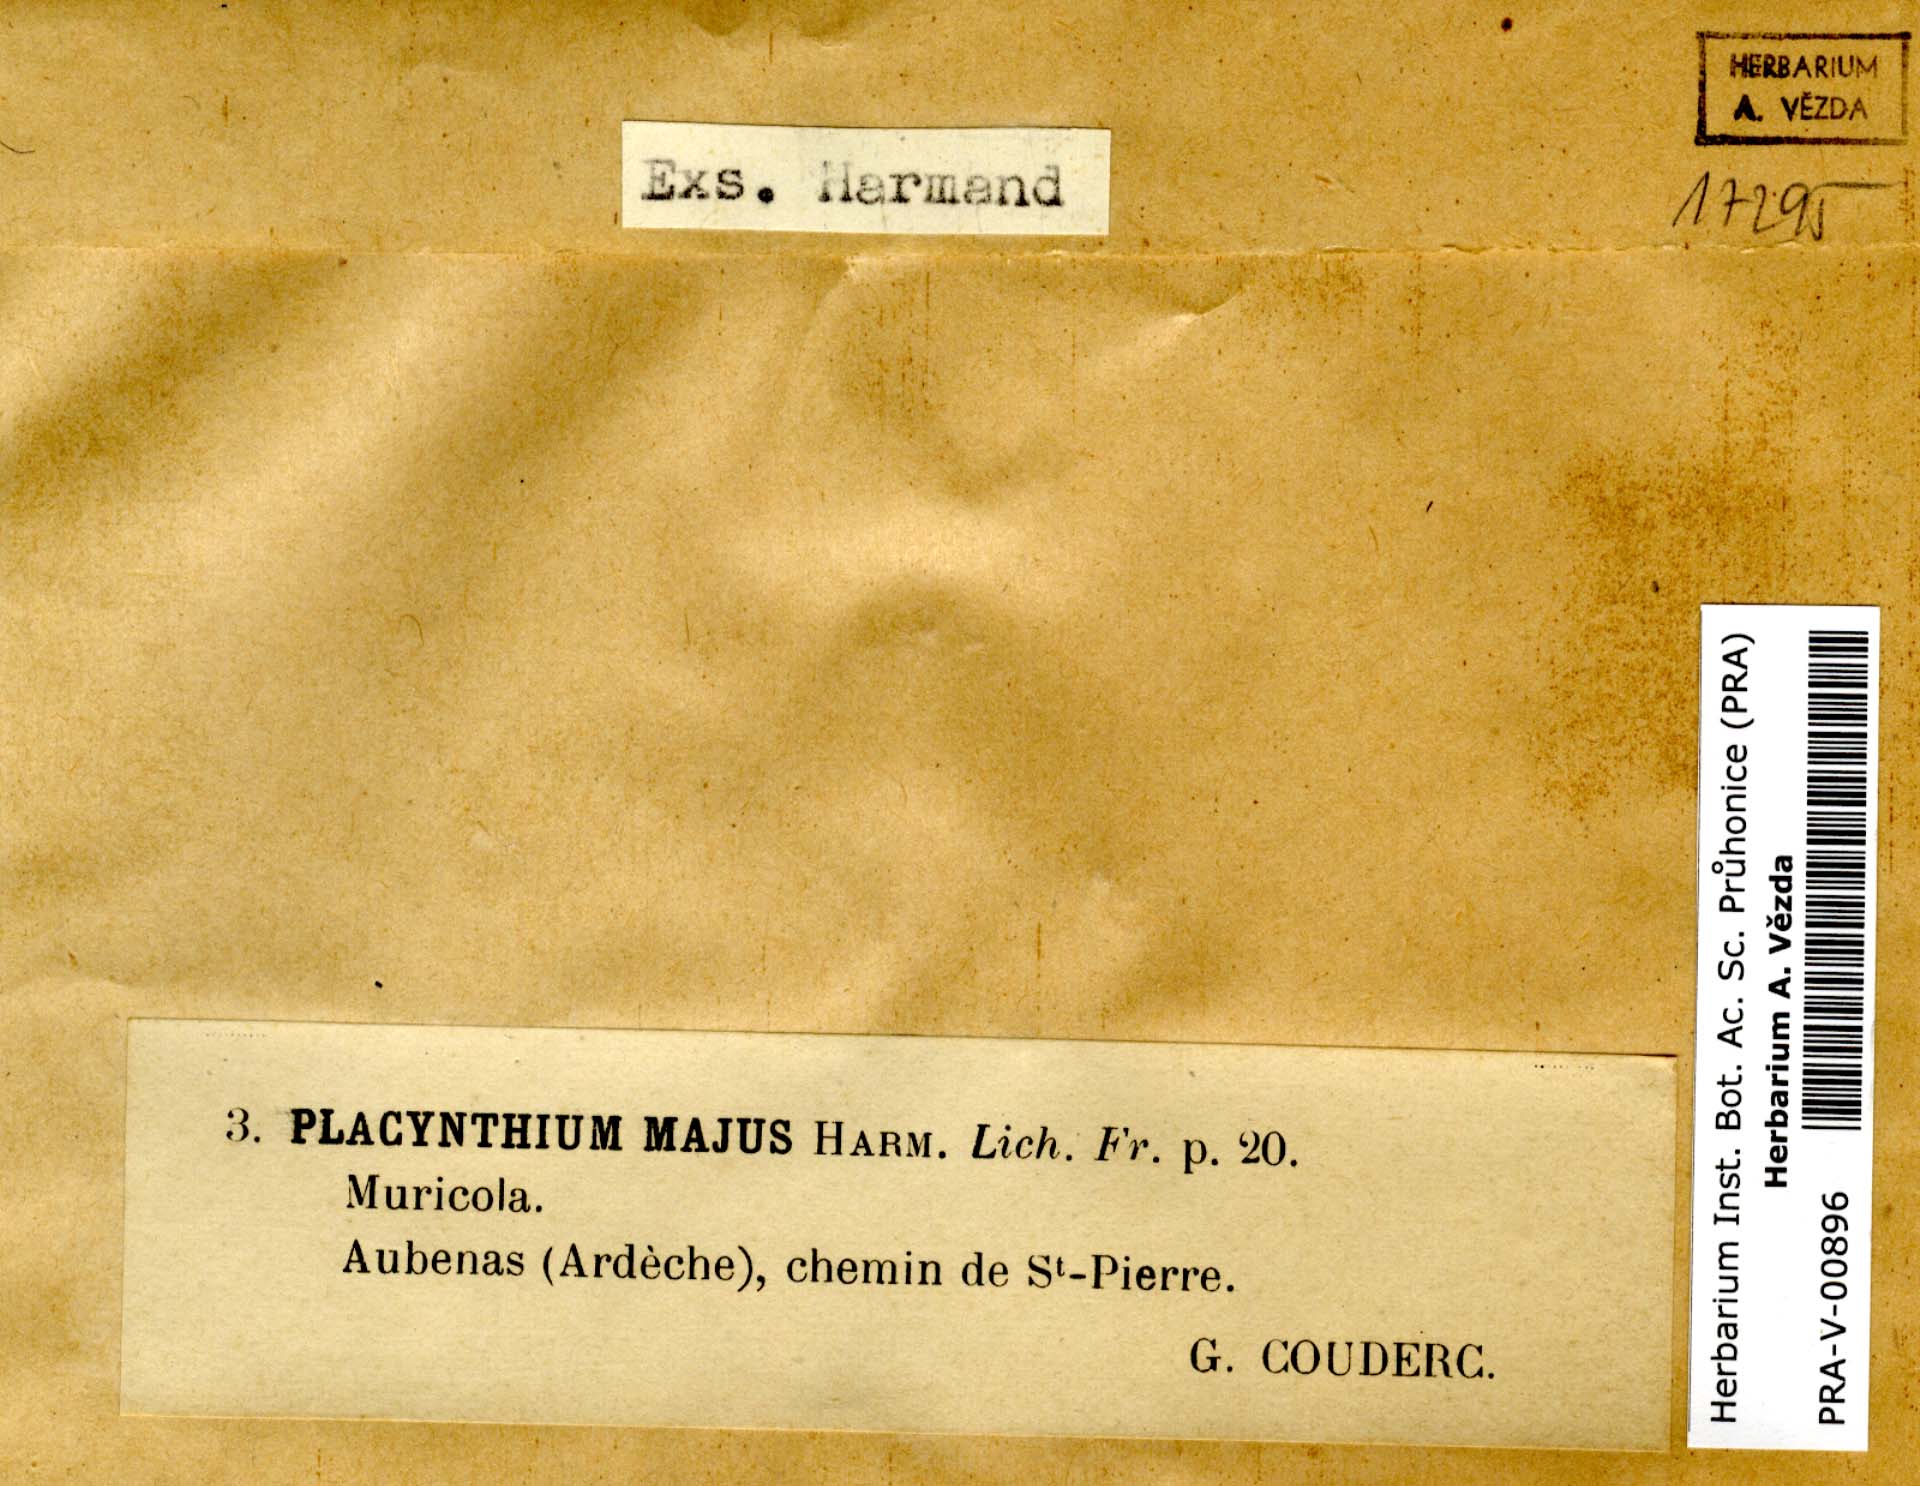 HERBARIUM
A. VĚZDA
17295
Exs. Harmand
3. PLACYNTHIUM MAJUS HARM. Lich. Fr. p. 20.
Muricola.
Aubenas (Ardèche), chemin de St-Pierre.
G. COUDERC.
Herbarium Inst. Bot. Ac. Sc. Průhonice (PRA)
Herbarium A. Vězda
PRA-V-00896